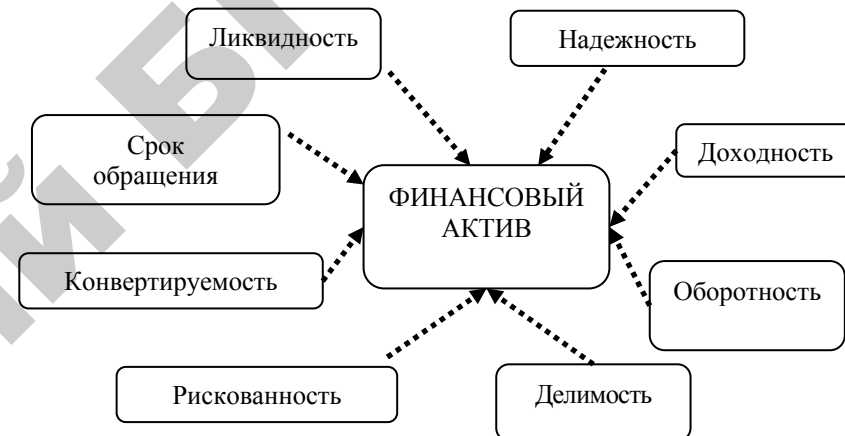 Ликвидность
Надежность
Срок
обращения
Доходность
ФИНАНСОВЫЙ
АКТИВ
Конвертируемость
Оборотность
Рискованность
Делимость